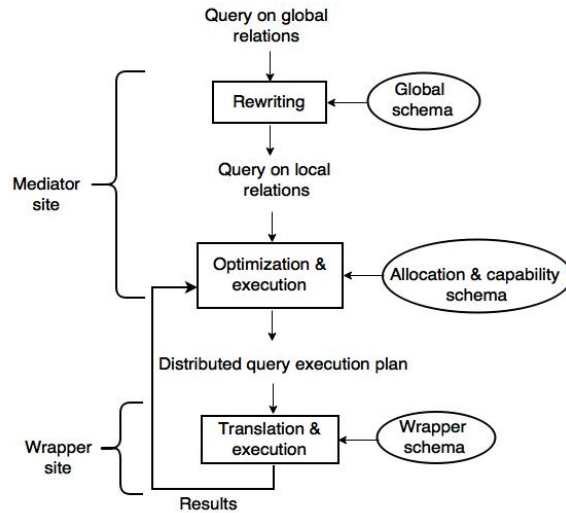 Query on global
relations
Rewriting
Global
schema
Query on local
relations
Mediator
site
Optimization &
execution
Allocation & capability
schema
Distributed query execution plan
Translation &
execution
Wrapper
schema
Wrapper
site
Results